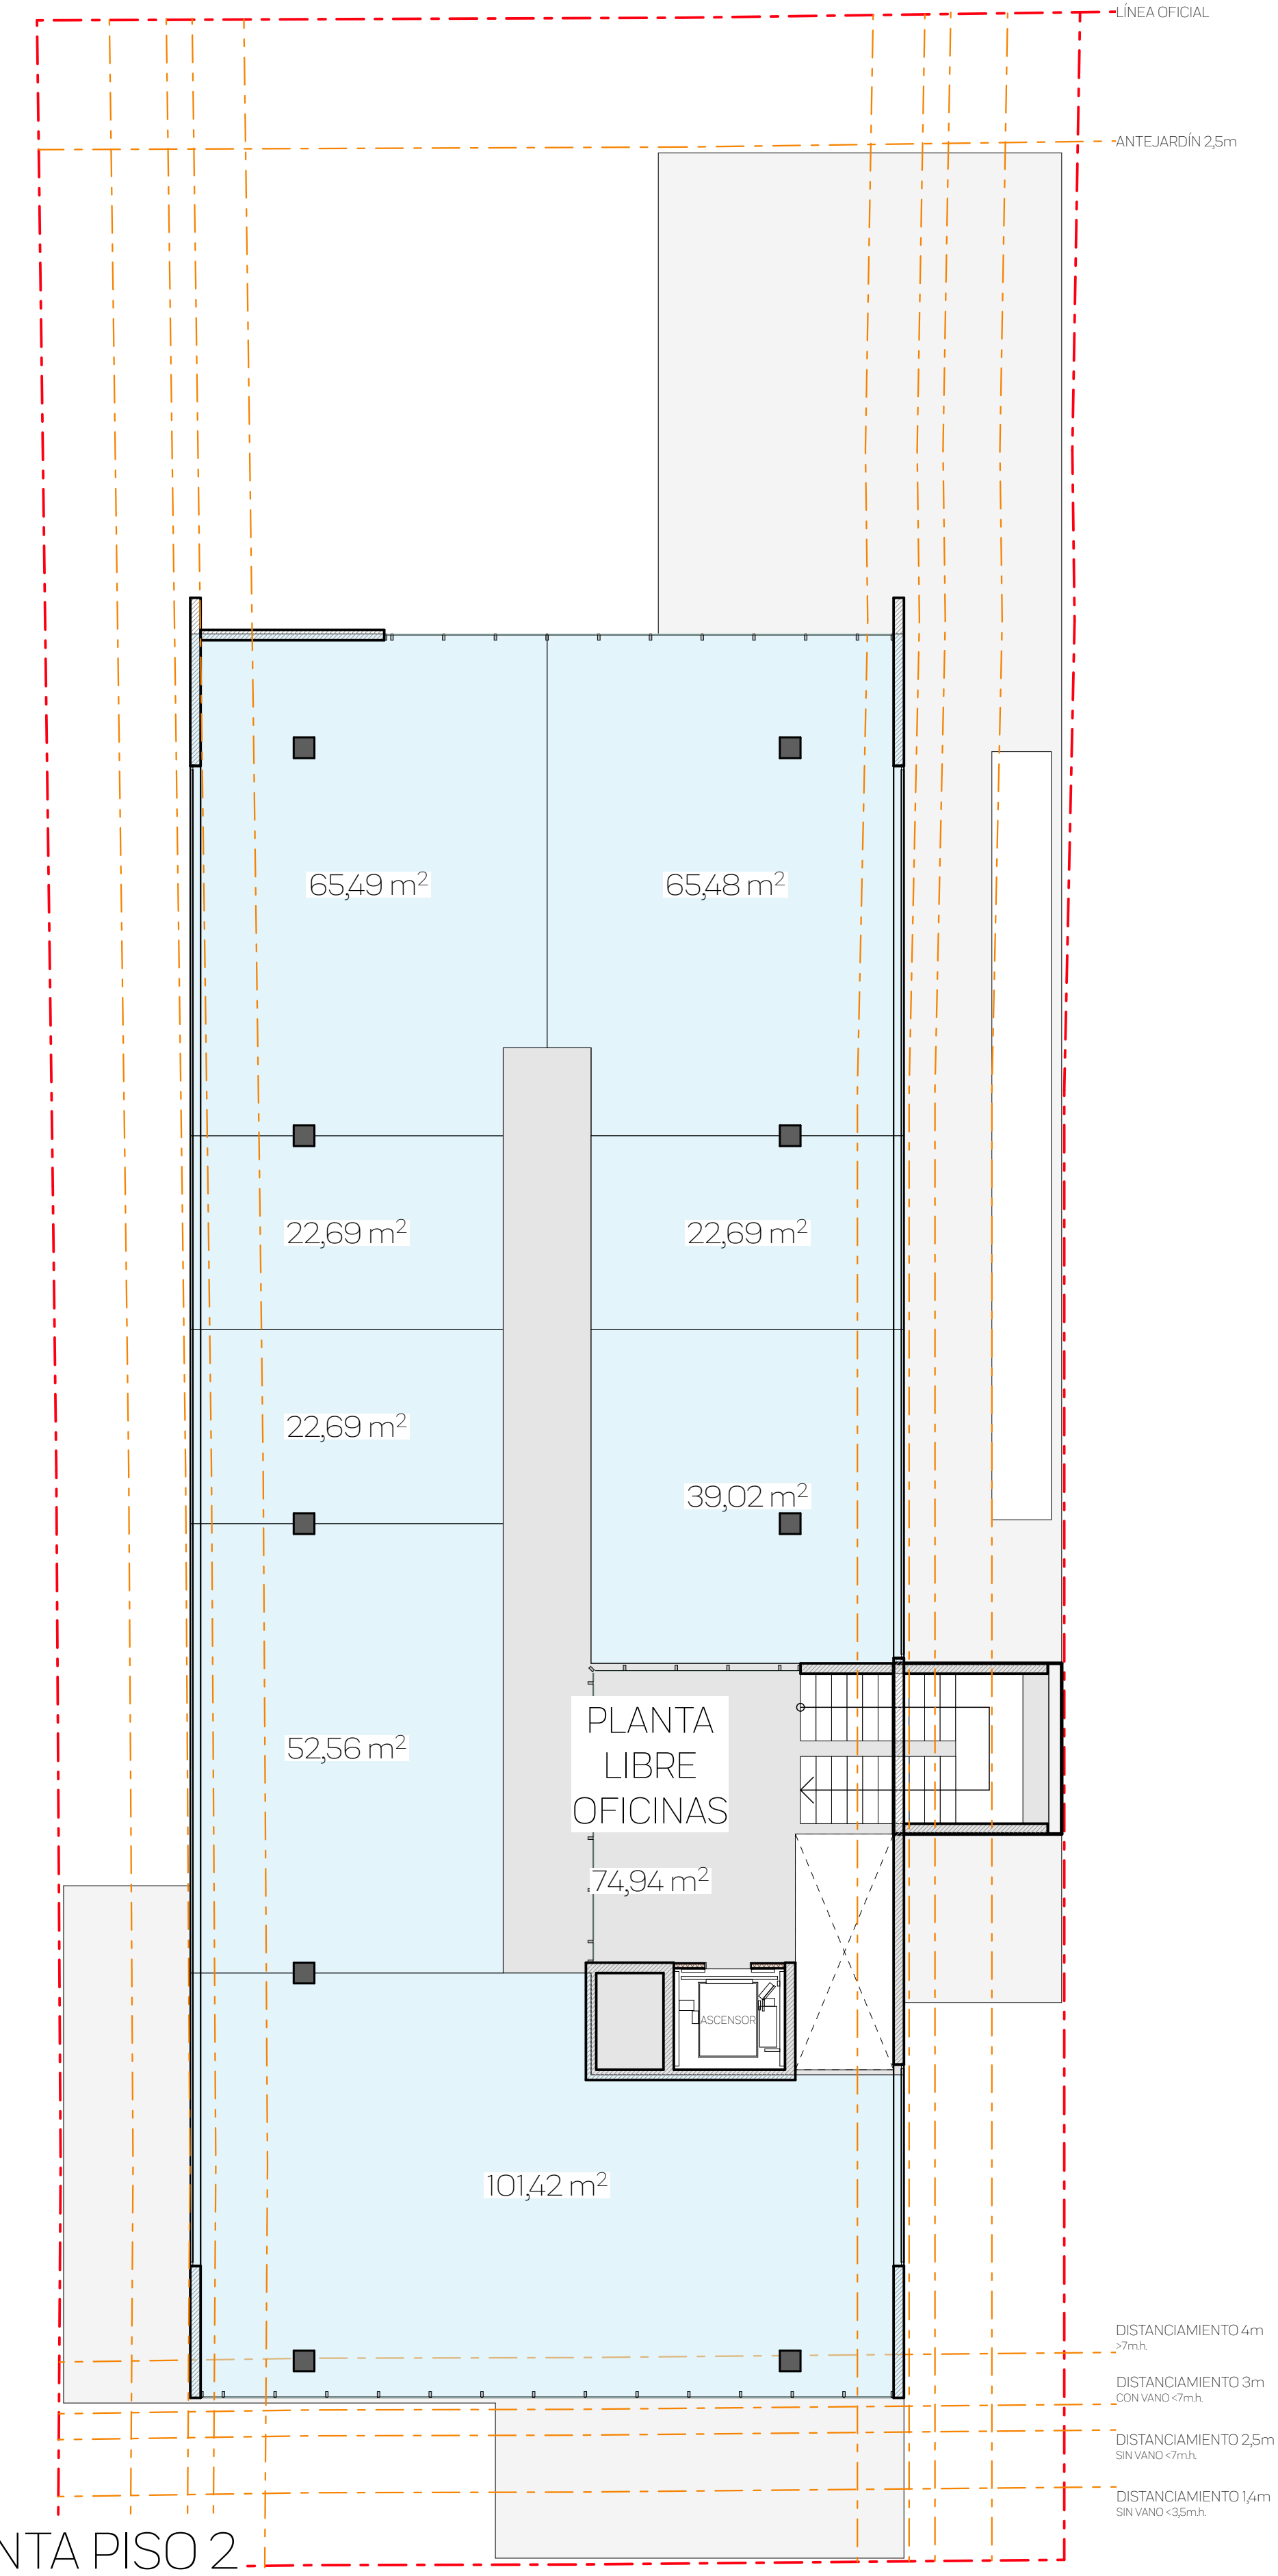 LÍNEA OFICIAL
ANTEJARDÍN 2,5m
65,49 m²
65,48 m²
22,69 m²
22,69 m²
22,69 m²
39,02 m²
52,56 m²
PLANTA
LIBRE
OFICINAS
74,94 m²
ASCENSOR
101,42 m²
DISTANCIAMIENTO 4m
>7m.h.
DISTANCIAMIENTO 3m
CON VANO <7m.h.
DISTANCIAMIENTO 2,5m
SIN VANO <7m.h.
DISTANCIAMIENTO 1,4m
SIN VANO <3,5m.h.
NTA PISO 2